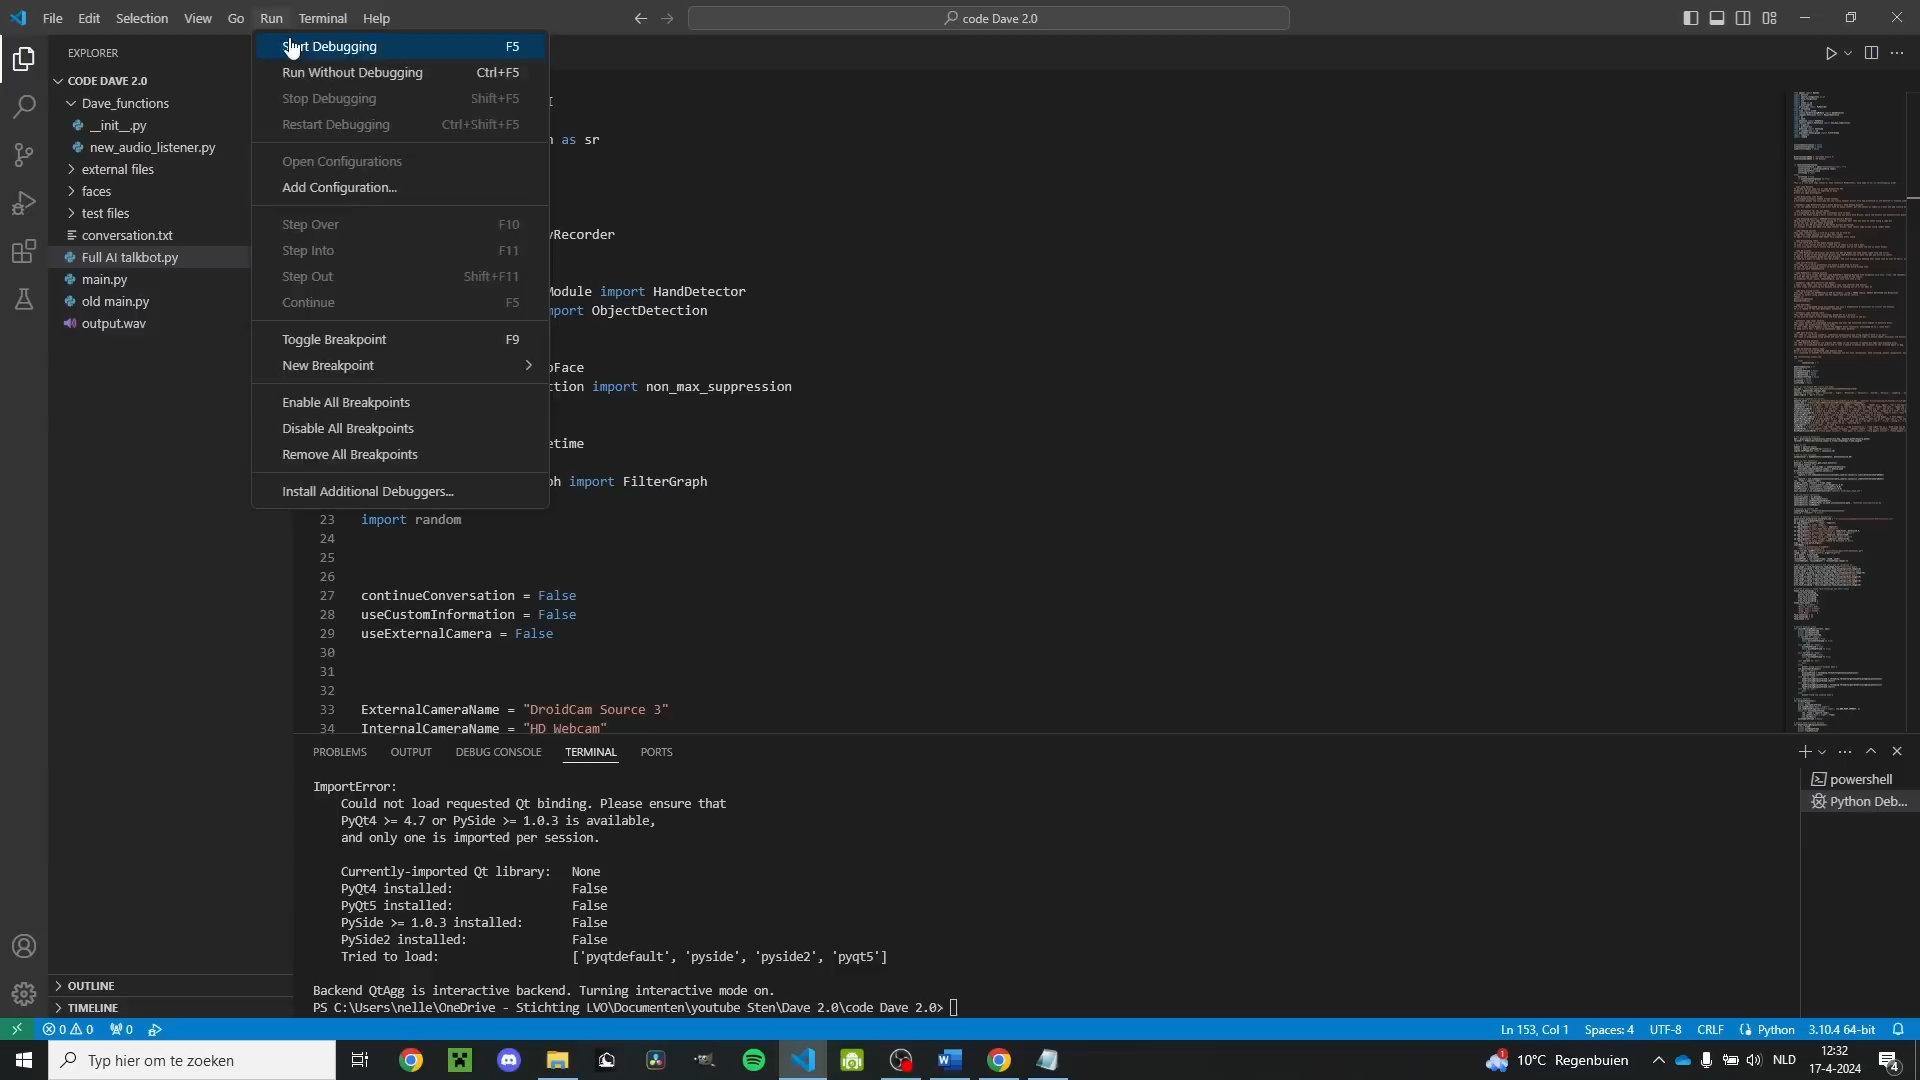 File Edit Selection View Go Run Terminal Help
code Dave 2.0
EXPLORER
CODE DAVE 2.0
Dave_functions
__init__.py
new_audio_listener.py
external files
faces
test files
conversation.txt
Full AI talkbot.py
main.py
old main.py
output.wav
OUTLINE
TIMELINE
rt Debugging F5
Run Without Debugging Ctrl+F5
Stop Debugging Shift+F5
Restart Debugging Ctrl+Shift+F5
Open Configurations
Add Configuration...
Step Over F10
Step Into F11
Step Out Shift+F11
Continue F5
Toggle Breakpoint F9
New Breakpoint
Enable All Breakpoints
Disable All Breakpoints
Remove All Breakpoints
Install Additional Debuggers...
as sr
yRecorder
Module import HandDetector
port ObjectDetection
oFace
ction import non_max_suppression
etime
ph import FilterGraph
23 import random
24
25
26
27 continueConversation = False
28 useCustomInformation = False
29 useExternalCamera = False
30
31
32
33 ExternalCameraName = "DroidCam Source 3"
34 InternalCameraName = "HD Webcam"
PROBLEMS OUTPUT DEBUG CONSOLE TERMINAL PORTS
powershell
Python Deb...
ImportError:
Could not load requested Qt binding. Please ensure that
PyQt4 >= 4.7 or PySide >= 1.0.3 is available,
and only one is imported per session.
Currently-imported Qt library: None
PyQt4 installed: False
PyQt5 installed: False
PySide >= 1.0.3 installed: False
PySide2 installed: False
Tried to load: ['pyqtdefault', 'pyside', 'pyside2', 'pyqt5']
Backend QtAgg is interactive backend. Turning interactive mode on.
PS C:\Users\nelle\OneDrive - Stichting LVO\Documenten\youtube Sten\Dave 2.0\code Dave 2.0>
0 0 0 Ln 153, Col 1 Spaces: 4 UTF-8 CRLF Python 3.10.4 64-bit
Typ hier om te zoeken
1 10°C Regenbuien NLD 12:32
17-4-2024 4